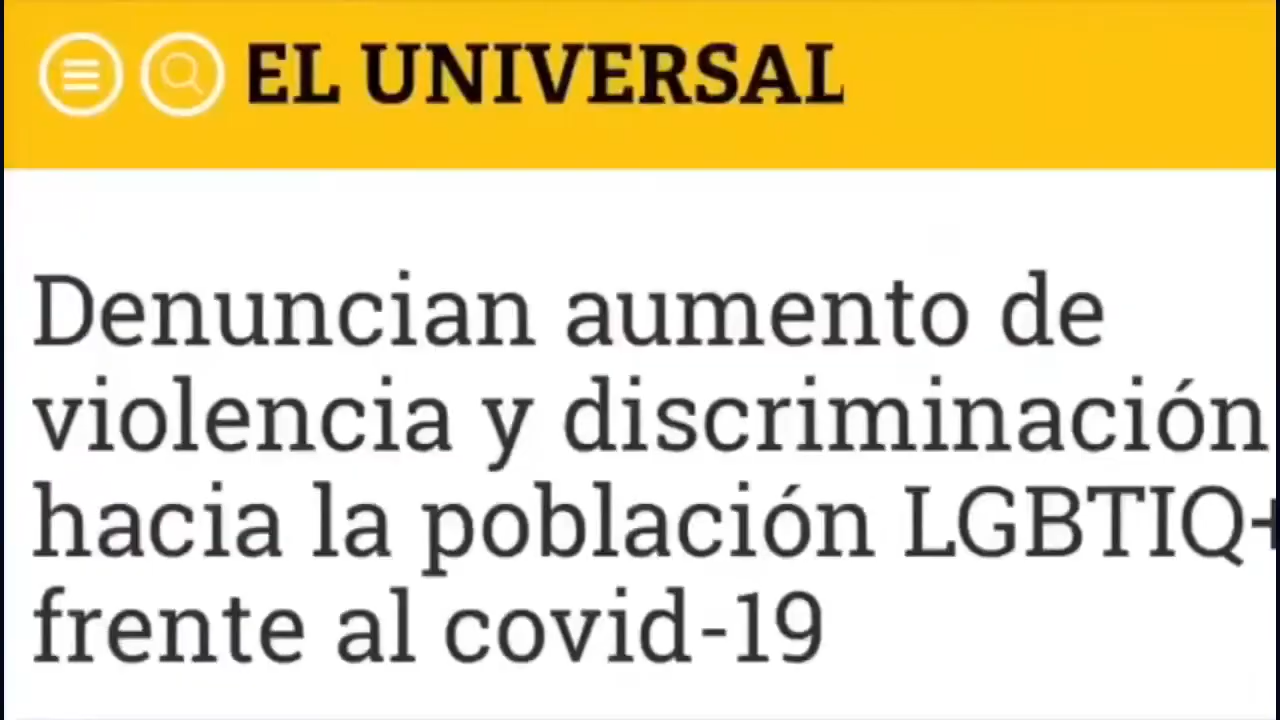 EL UNIVERSAL
Denuncian aumento de
violencia y discriminación
hacia la población LGBTIQ+
frente al covid-19